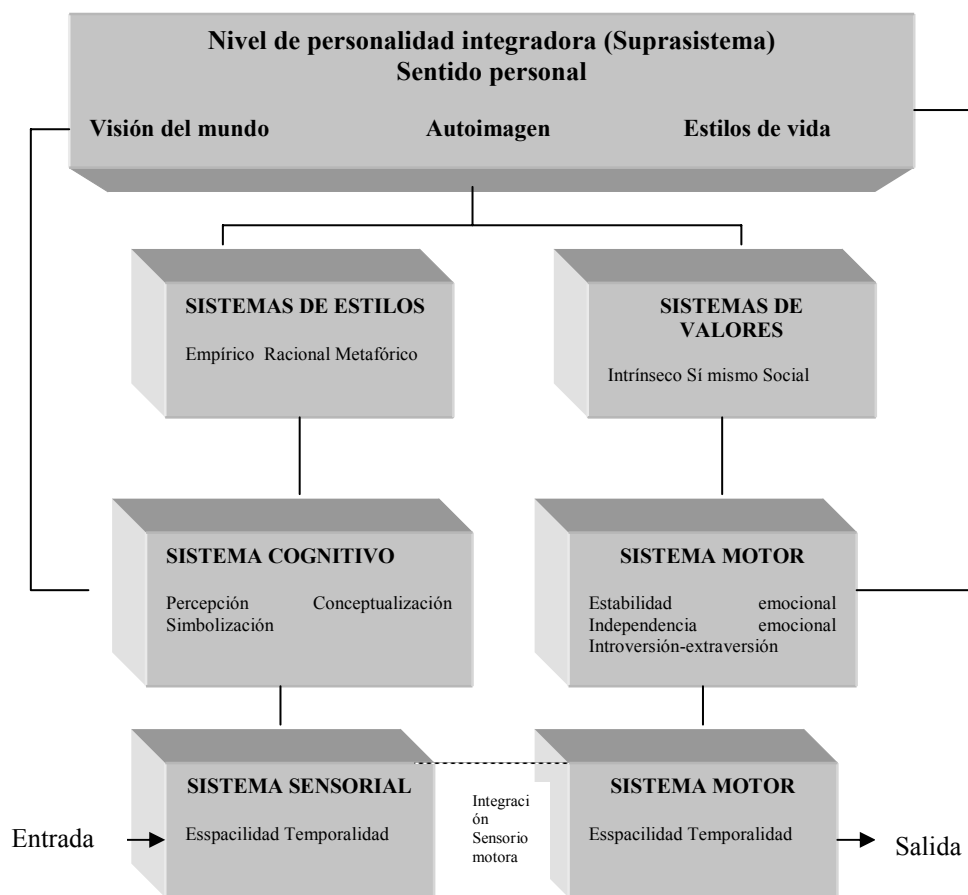 Nivel de personalidad integradora (Suprasistema)
Sentido personal
Visión del mundo Autoimagen Estilos de vida
SISTEMAS DE ESTILOS
Empírico Racional Metafórico
SISTEMAS DE
VALORES
Intrínseco Sí mismo Social
SISTEMA COGNITIVO
Percepción Conceptualización
Simbolización
SISTEMA MOTOR
Estabilidad emocional
Independencia emocional
Introversión-extraversión
Entrada
SISTEMA SENSORIAL
Esspacilidad Temporalidad
Integraci
ón
Sensorio
motora
SISTEMA MOTOR
Esspacilidad Temporalidad
Salida